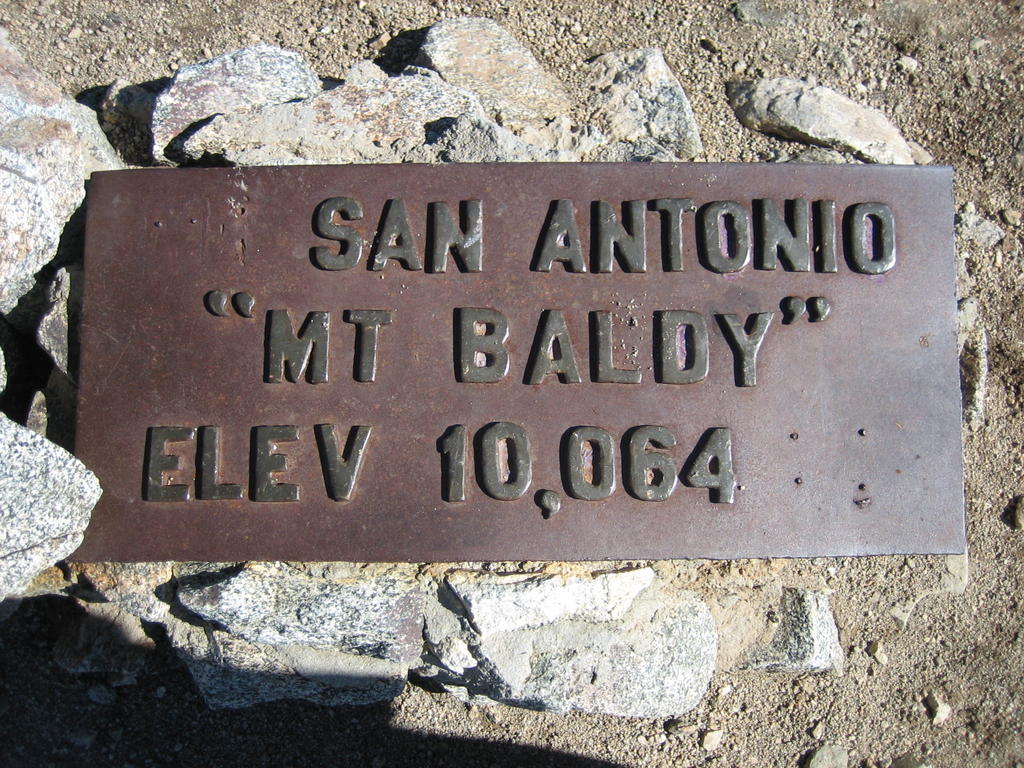 SAN ANTONIO
“MT BALDY”
ELEV 10,064